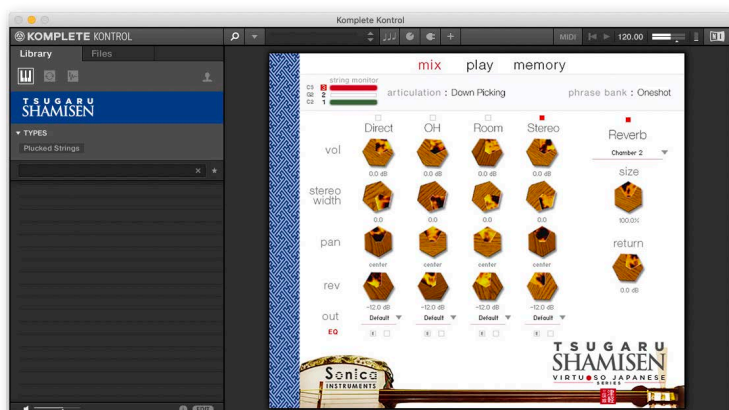 Komplete Kontrol
KOMPLETE KONTROL
MIDI 120.00
Library Files
TSUGARU
SHAMISEN
TYPES
Plucked Strings
mix play memory
string monitor
C3 3
G2 2
C2 1
articulation : Down Picking phrase bank : Oneshot
Direct OH Room Stereo Reverb
Chamber 2
vol
0.0 dB 0.0 dB 0.0 dB 0.0 dB
size
stereo
width
0.0 0.0 0.0 0.0
100.0%
pan
center center center center
return
rev
0.0 dB
-12.0 dB -12.0 dB -12.0 dB -12.0 dB
out Default Default Default Default
EQ E E E E
TSUGARU
SHAMISEN
VIRTUOSO JAPANESE
SERIES
Sonica
INSTRUMENTS
EDIT